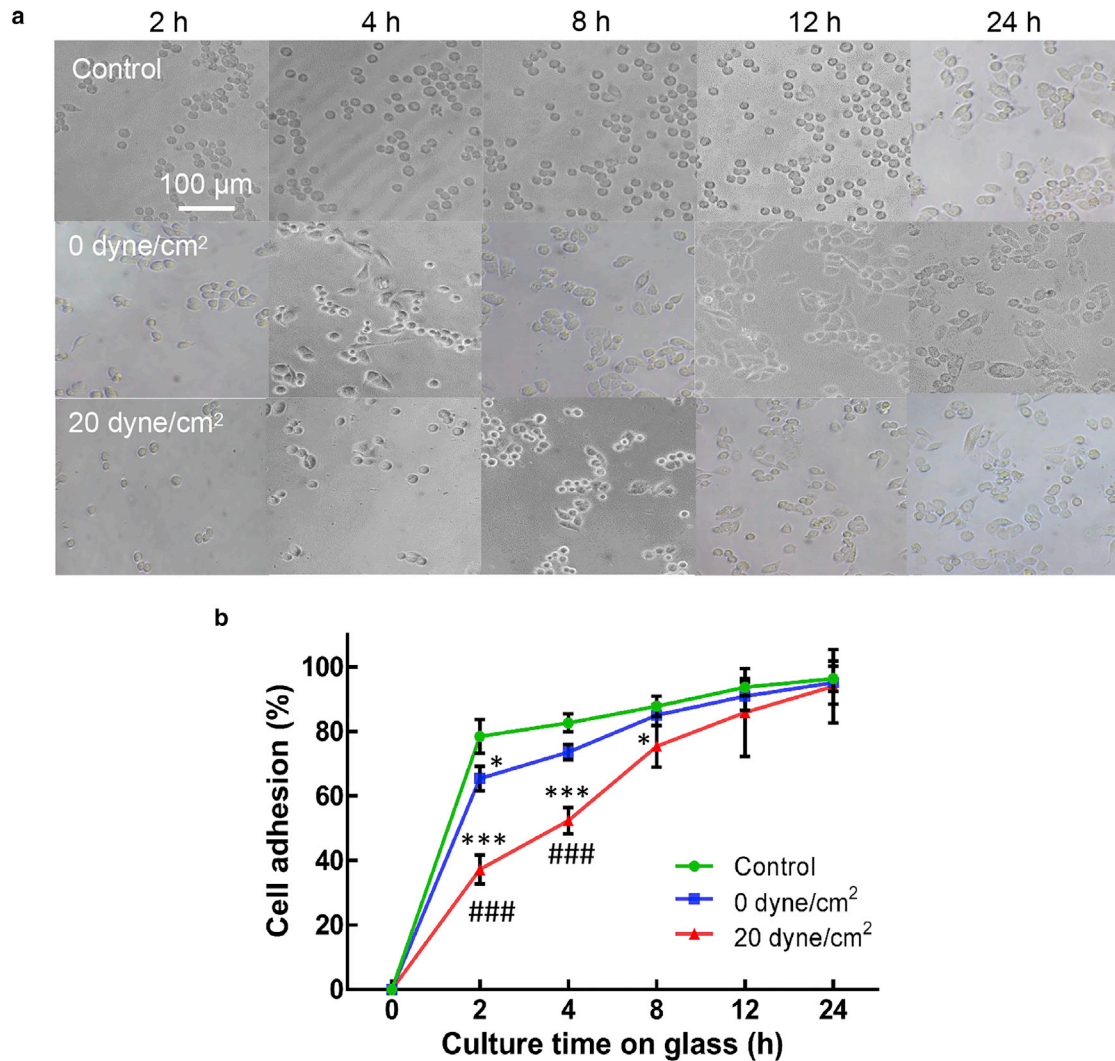 a
2 h 4 h 8 h 12 h 24 h
Control
100 µm
0 dyne/cm²
20 dyne/cm²
b
Cell adhesion (%)
100
80
60
40
20
0
*
***
###
***
###
*
Control
0 dyne/cm²
20 dyne/cm²
0 2 4 8 12 24
Culture time on glass (h)